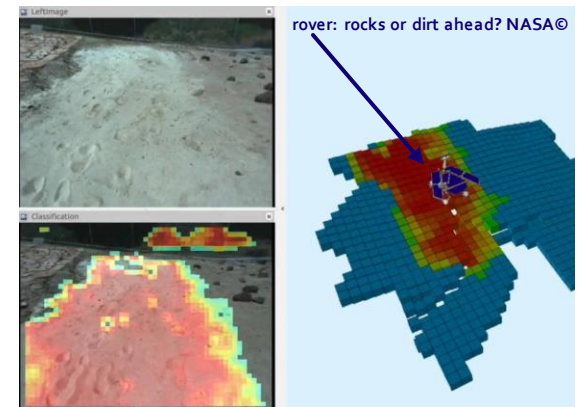 LeftImage
rover: rocks or dirt ahead? NASA©
Classification